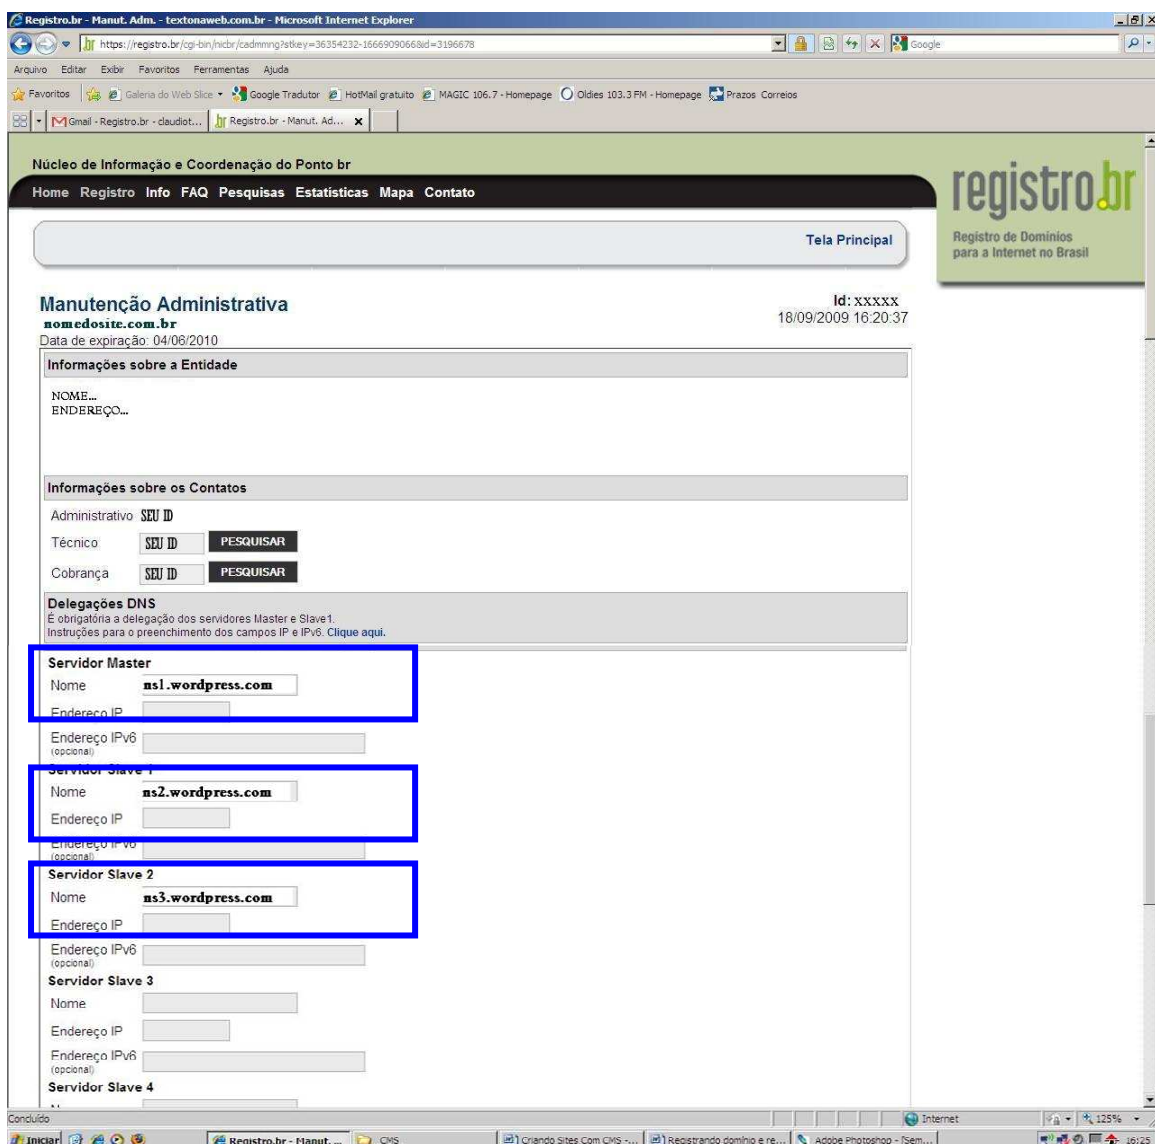 Registro.br - Manut. Adm. - textonaweb.com.br - Microsoft Internet Explorer
https://registro.br/cgi-bin/nicbr/cadmmng?stkey=36354232-1666909066&id=3196678
Google
Arquivo Editar Exibir Favoritos Ferramentas Ajuda
Favoritos Galeria do Web Slice Google Tradutor HotMail gratuito MAGIC 106.7 - Homepage Oldies 103.3 FM - Homepage Prazos Correios
Gmail - Registro.br - claudiot... Registro.br - Manut. Ad...
Núcleo de Informação e Coordenação do Ponto br
Home Registro Info FAQ Pesquisas Estatísticas Mapa Contato
registro.br
Registro de Domínios
para a Internet no Brasil
Tela Principal
Manutenção Administrativa
Id: xxxxx
nomedosite.com.br
18/09/2009 16:20:37
Data de expiração: 04/06/2010
Informações sobre a Entidade
NOME...
ENDEREÇO...
Informações sobre os Contatos
Administrativo SEU ID
Técnico SEU ID PESQUISAR
Cobrança SEU ID PESQUISAR
Delegações DNS
É obrigatória a delegação dos servidores Master e Slave1.
Instruções para o preenchimento dos campos IP e IPv6. Clique aqui.
Servidor Master
Nome ns1.wordpress.com
Endereço IP
Endereço IPv6
(opcional)
Servidor Slave 1
Nome ns2.wordpress.com
Endereço IP
Endereço IPv6
(opcional)
Servidor Slave 2
Nome ns3.wordpress.com
Endereço IP
Endereço IPv6
(opcional)
Servidor Slave 3
Nome
Endereço IP
Endereço IPv6
(opcional)
Servidor Slave 4
Concluído Internet 125%
Iniciar Registro.br - Manut. ... CMS Criando Sites Com CMS -... Registrando domínio e re... Adobe Photoshop - [Sem... 16:25